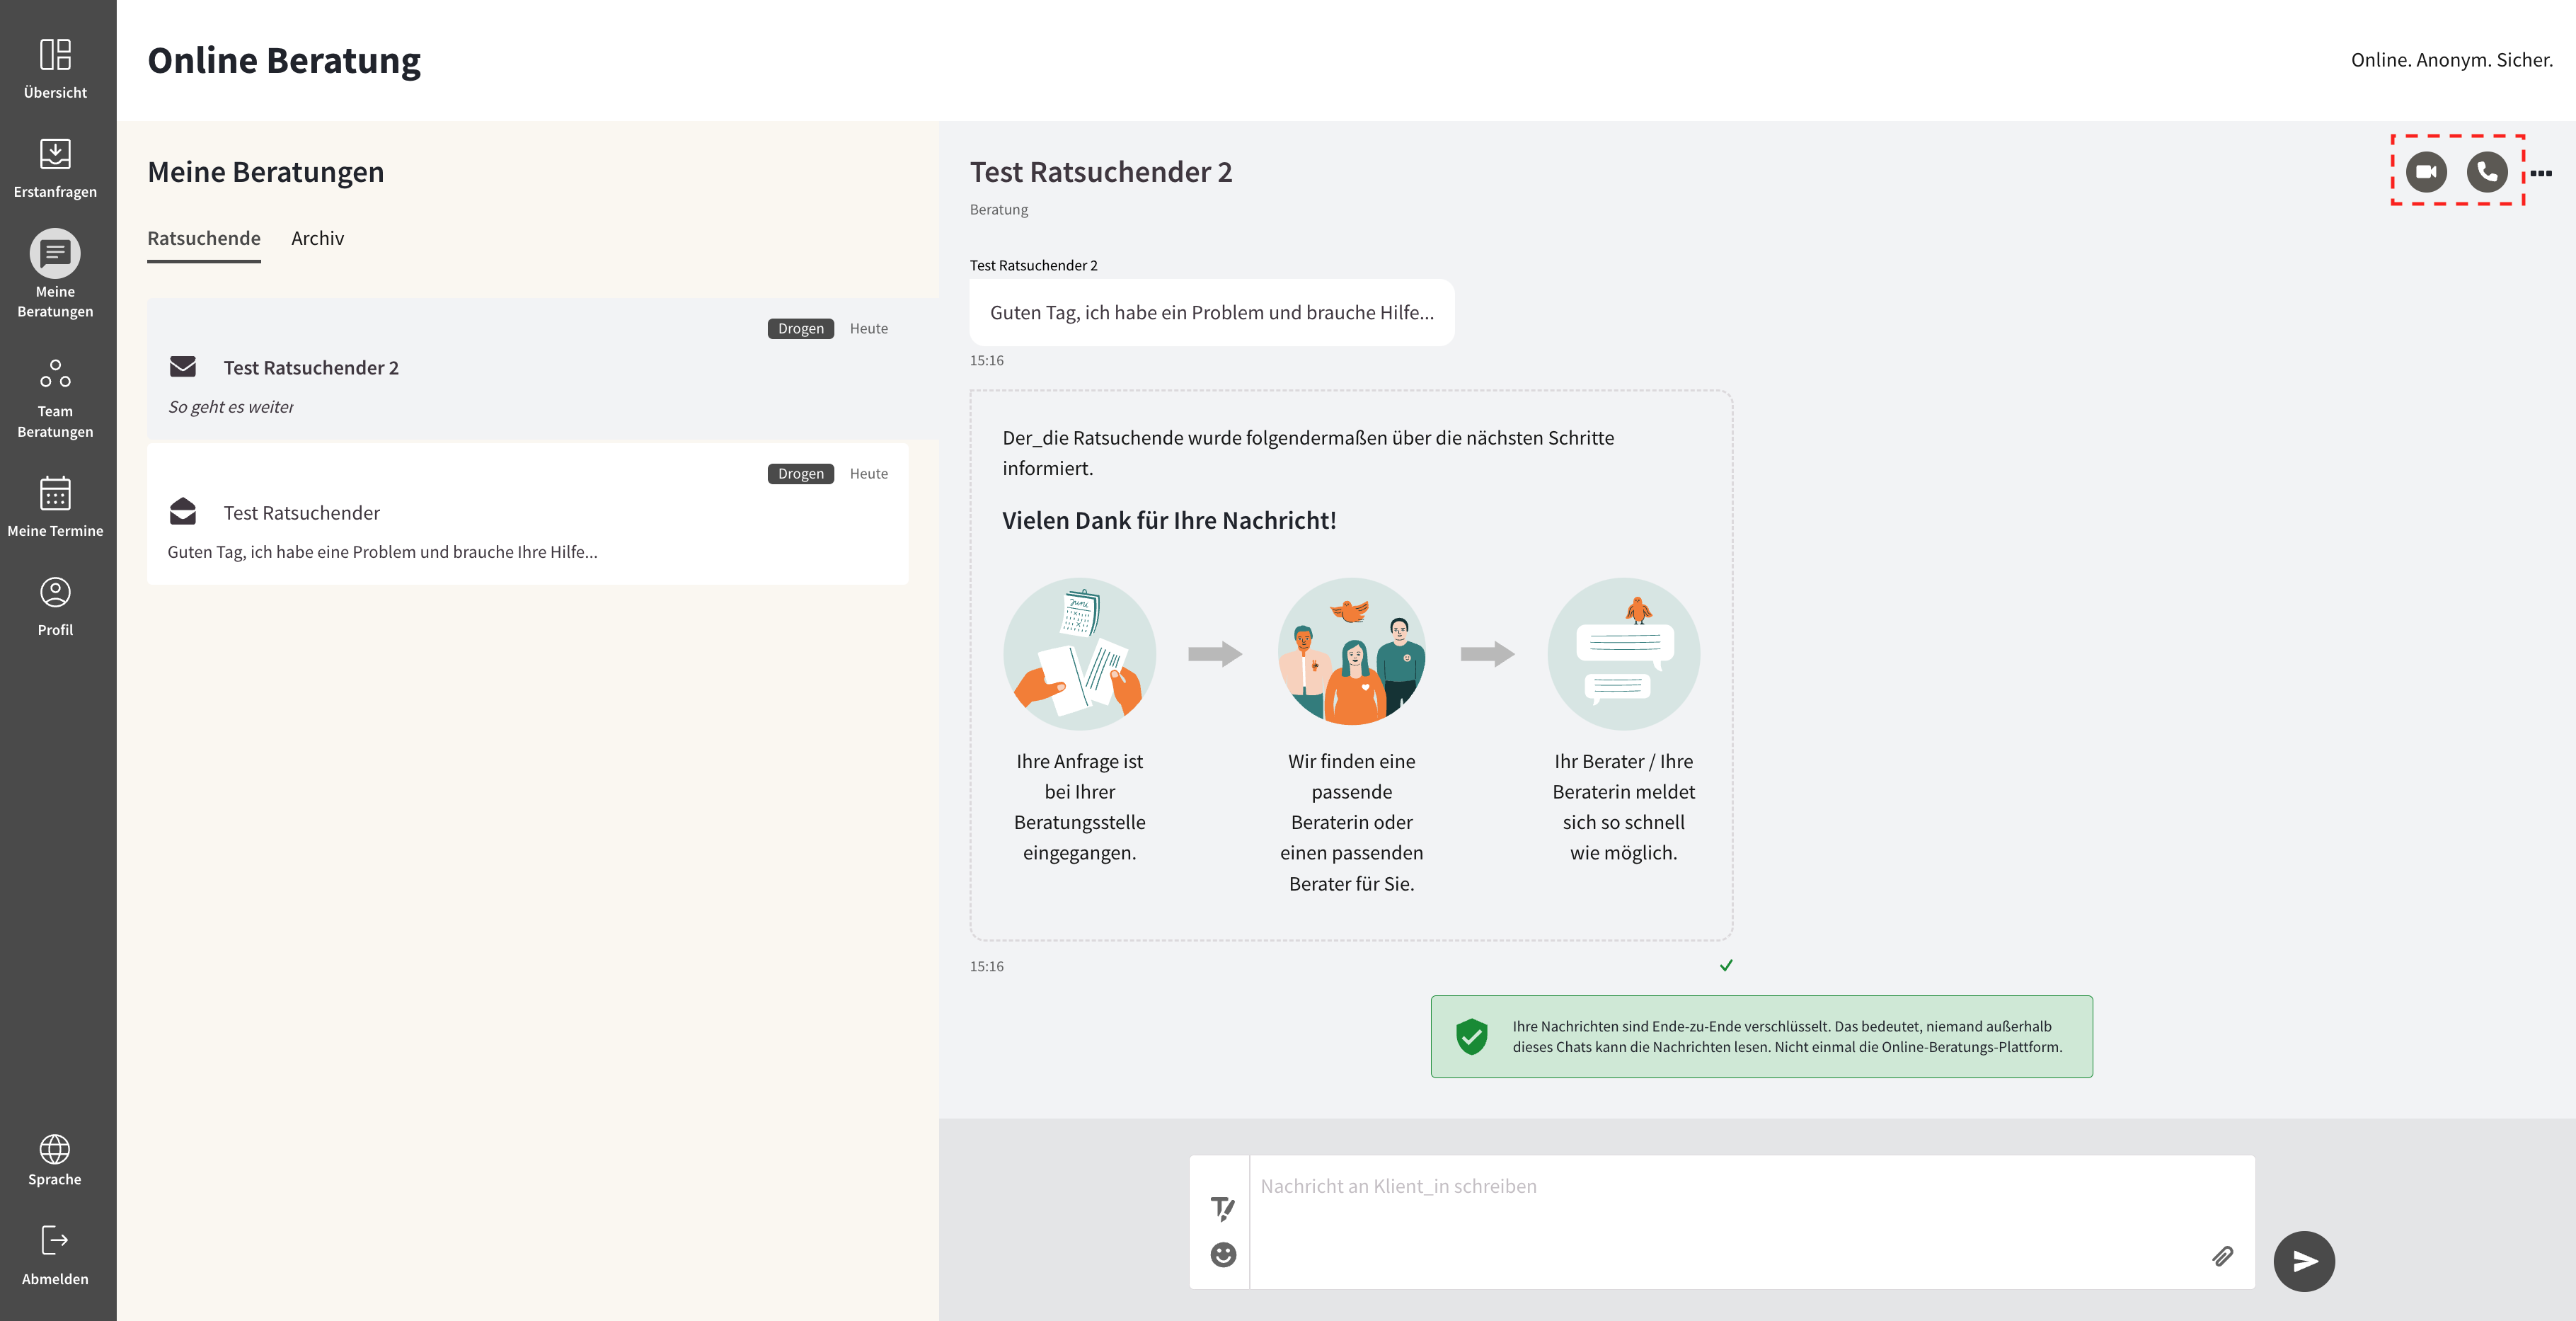 Online Beratung
Online. Anonym. Sicher.
Übersicht
Erstanfragen
Meine
Beratungen
Team
Beratungen
Meine Termine
Profil
Sprache
Abmelden
Meine Beratungen
Ratsuchende Archiv
Drogen Heute
Test Ratsuchender 2
So geht es weiter
Drogen Heute
Test Ratsuchender
Guten Tag, ich habe eine Problem und brauche Ihre Hilfe...
Test Ratsuchender 2
Beratung
Test Ratsuchender 2
Guten Tag, ich habe ein Problem und brauche Hilfe...
15:16
Der_die Ratsuchende wurde folgendermaßen über die nächsten Schritte
informiert.
Vielen Dank für Ihre Nachricht!
Juni
Ihre Anfrage ist
bei Ihrer
Beratungsstelle
eingegangen.
Wir finden eine
passende
Beraterin oder
einen passenden
Berater für Sie.
Ihr Berater / Ihre
Beraterin meldet
sich so schnell
wie möglich.
15:16
Ihre Nachrichten sind Ende-zu-Ende verschlüsselt. Das bedeutet, niemand außerhalb
dieses Chats kann die Nachrichten lesen. Nicht einmal die Online-Beratungs-Plattform.
Nachricht an Klient_in schreiben